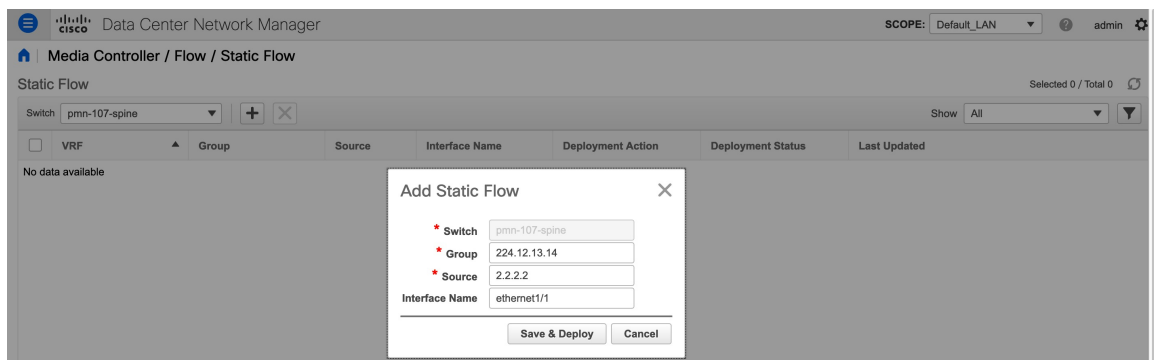 CISCO Data Center Network Manager SCOPE: Default_LAN ? admin
Media Controller / Flow / Static Flow
Static Flow Selected 0 / Total 0
Switch pmn-107-spine Show All
VRF Group Source Interface Name Deployment Action Deployment Status Last Updated
No data available
Add Static Flow
* Switch pmn-107-spine
* Group 224.12.13.14
* Source 2.2.2.2
Interface Name ethernet1/1
Save & Deploy Cancel